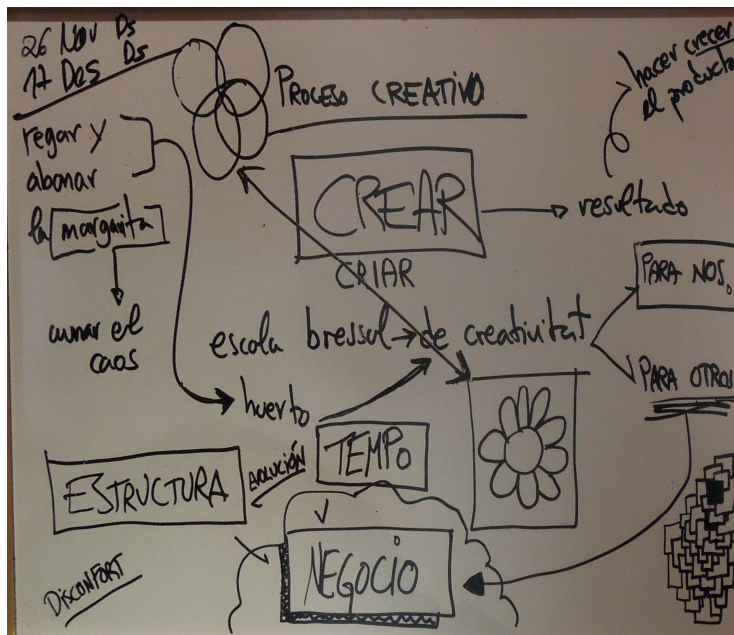 26 Nov Ds
17 Des Ds
PROCESO CREATIVO
hacer crecer
el producto
regar y
abonar
la margarita
CREAR
resultado
CRIAR
PARA NOS.
aunar el
caos
escola bressol → de creativitat
PARA OTROS
huerto
TEMPO
EVOLUCIÓN
ESTRUCTURA
NEGOCIO
DISCONFORT